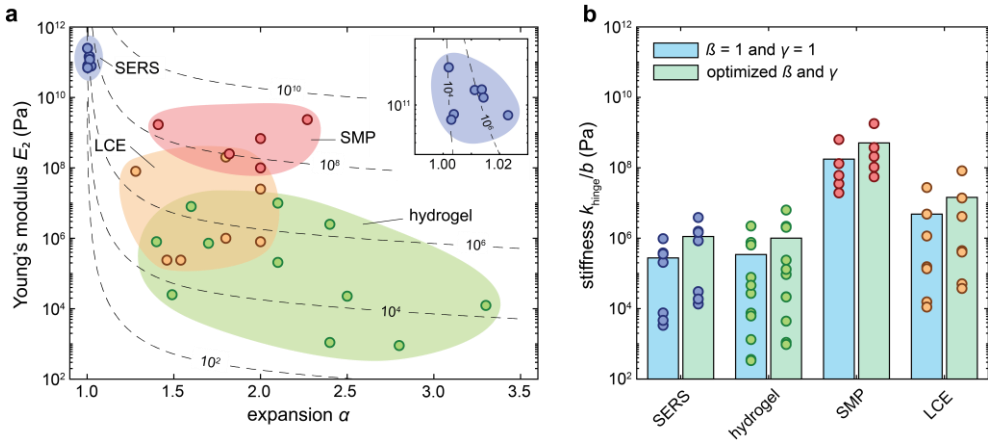 a
Young's modulus E₂ (Pa)
10¹²
10¹⁰
10⁸
10⁶
10⁴
10²
1.0
1.5
2.0
2.5
3.0
3.5
expansion α
SERS
LCE
SMP
hydrogel
10¹⁰
10⁸
10⁶
10⁴
10²
10¹¹
10⁴
10⁶
1.00
1.02
b
stiffness k_hinge/b (Pa)
10¹²
10¹⁰
10⁸
10⁶
10⁴
10²
ß = 1 and γ = 1
optimized ß and γ
SERS
hydrogel
SMP
LCE